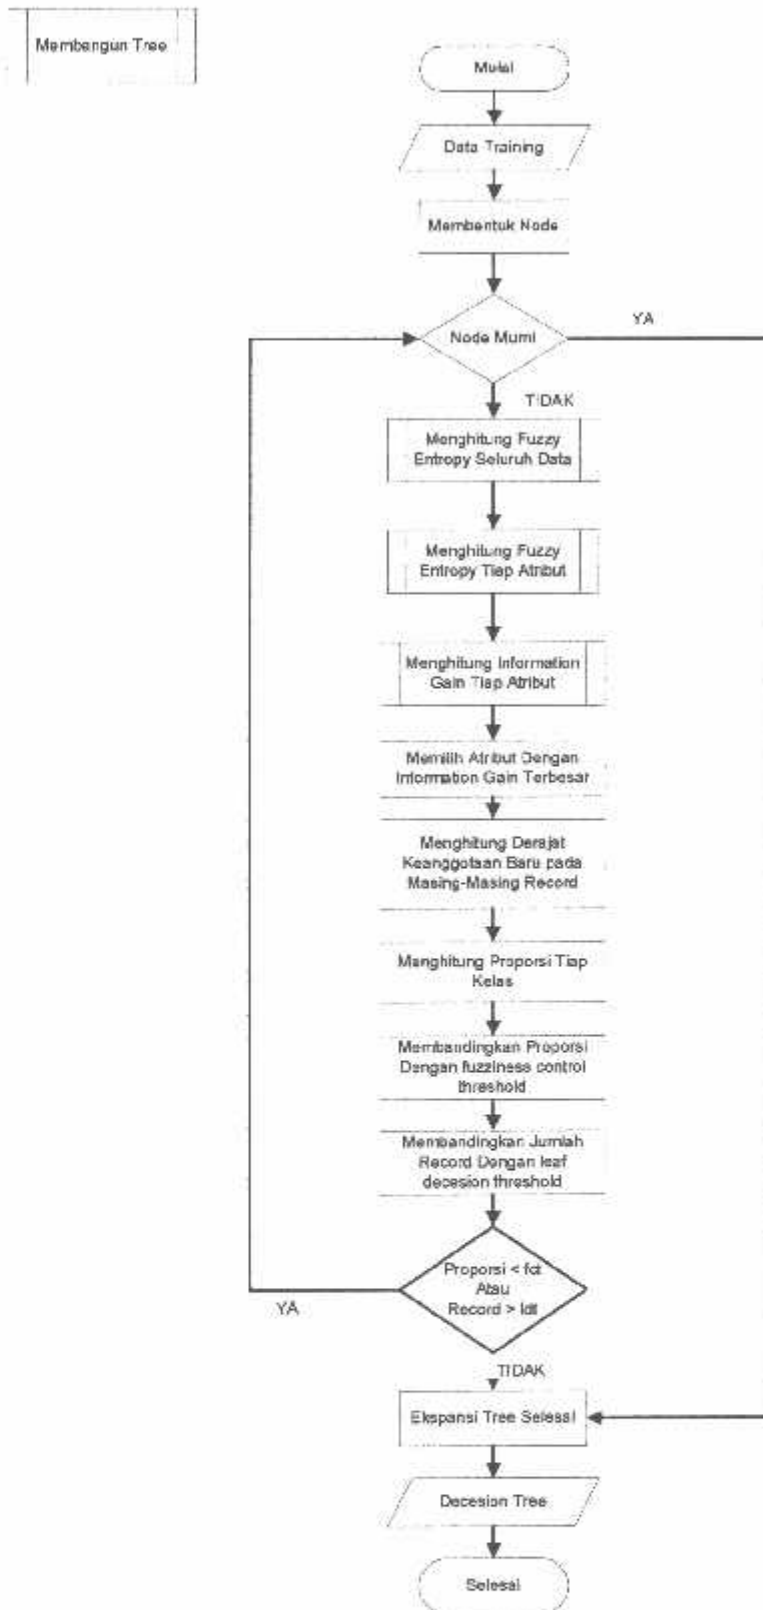 Membangun Tree
Mulai
Data Training
Membentuk Node
Node Murni
YA
TIDAK
Menghitung Fuzzy
Entropy Seluruh Data
Menghitung Fuzzy
Entropy Tiap Atribut
Menghitung Information
Gain Tiap Atribut
Memilih Atribut Dengan
Information Gain Terbesar
Menghitung Derajat
Keanggotaan Baru pada
Masing-Masing Record
Menghitung Proporsi Tiap
Kelas
Membandingkan Proporsi
Dengan fuzziness control
threshold
Membandingkan Jumlah
Record Dengan leaf
decesion threshold
Proporsi < fct
Atau
Record > ldt
YA
TIDAK
Ekspansi Tree Selesai
Decesion Tree
Selesai